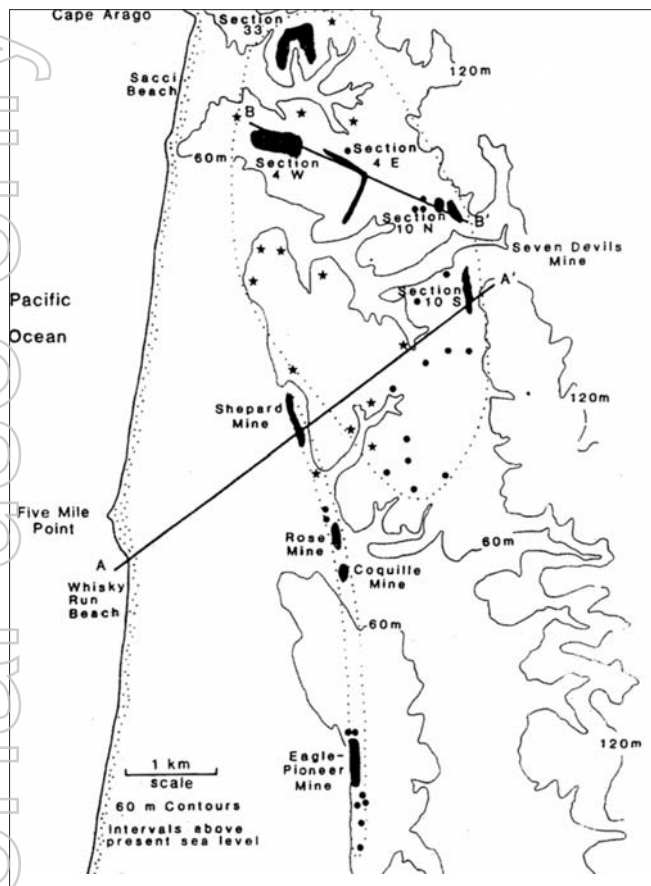 Cape Arago
Section
33
120m
Sacci
Beach
B
60m
Section
4 W
Section
4 E
Section
10 N
B'
Seven Devils
Mine
Section
10 S
A'
Pacific
Ocean
Shepard
Mine
120m
Five Mile
Point
Rose
Mine
60m
A
Coquille
Mine
Whisky
Run
Beach
60m
Eagle-
Pioneer
Mine
120m
1 km
scale
60 m Contours
Intervals above
present sea level